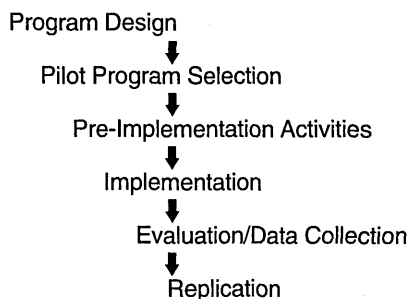 Program Design
Pilot Program Selection
Pre-Implementation Activities
Implementation
Evaluation/Data Collection
Replication